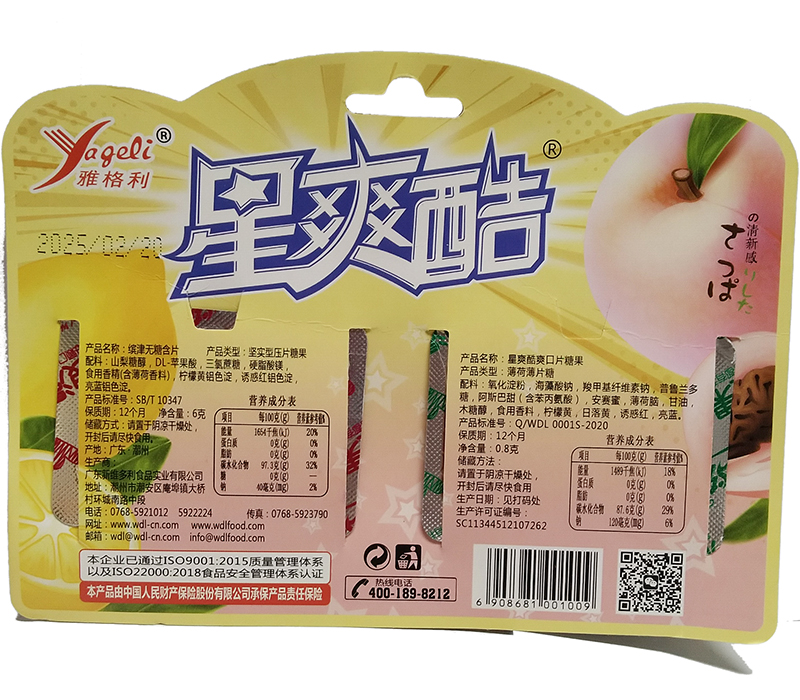 Yageli®
雅格利
星爽酷®
2025/02/20
の清新感
さっぱ
りした
产品名称：缤津无糖含片 产品类型：坚实型压片糖果
配料：山梨糖醇，DL-苹果酸，三氯蔗糖，硬脂酸镁，
食用香精(含薄荷香料)，柠檬黄铝色淀，诱惑红铝色淀，
亮蓝铝色淀。
产品标准号：SB/T 10347
保质期：12个月 净含量：6克
储藏方式：请置于阴凉干燥处，
开封后请尽快食用。
产地：广东·潮州
生产商：
广东新维多利食品实业有限公司
地址：潮州市潮安区庵埠镇大桥
村环城南路中段
电话：0768-5921012 5922224 传真：0768-5923790
网址：www.wdl-cn.com www.wdlfood.com
邮箱：wdl@wdl-cn.com info@wdlfood.com
营养成分表
项目 每100克(g) 营养素参考值%
能量 1654千焦(kJ) 20%
蛋白质 0克(g) 0%
脂肪 0克(g) 0%
碳水化合物 97.3克(g) 32%
糖 0克(g) —
钠 40毫克(mg) 2%
本企业已通过ISO9001:2015质量管理体系
以及ISO22000:2018食品安全管理体系认证
本产品由中国人民财产保险股份有限公司承保产品责任保险
产品名称：星爽酷爽口片糖果
产品类型：薄荷薄片糖
配料：氧化淀粉，海藻酸钠，羧甲基纤维素钠，普鲁兰多
糖，阿斯巴甜（含苯丙氨酸），安赛蜜，薄荷脑，甘油，
木糖醇，食用香料，柠檬黄，日落黄，诱惑红，亮蓝。
产品标准号：Q/WDL 0001S-2020
保质期：12个月
净含量：0.8克
储藏方法：
请置于阴凉干燥处，
开封后请尽快食用
生产日期：见打码处
生产许可证编号：
SC11344512107262
营养成分表
项目 每100克(g) 营养素参考值%
能量 1489千焦(kJ) 18%
蛋白质 0克(g) 0%
脂肪 0克(g) 0%
碳水化合物 87.6克(g) 29%
钠 120毫克(mg) 6%
热线电话
400-189-8212
6 908681 001009